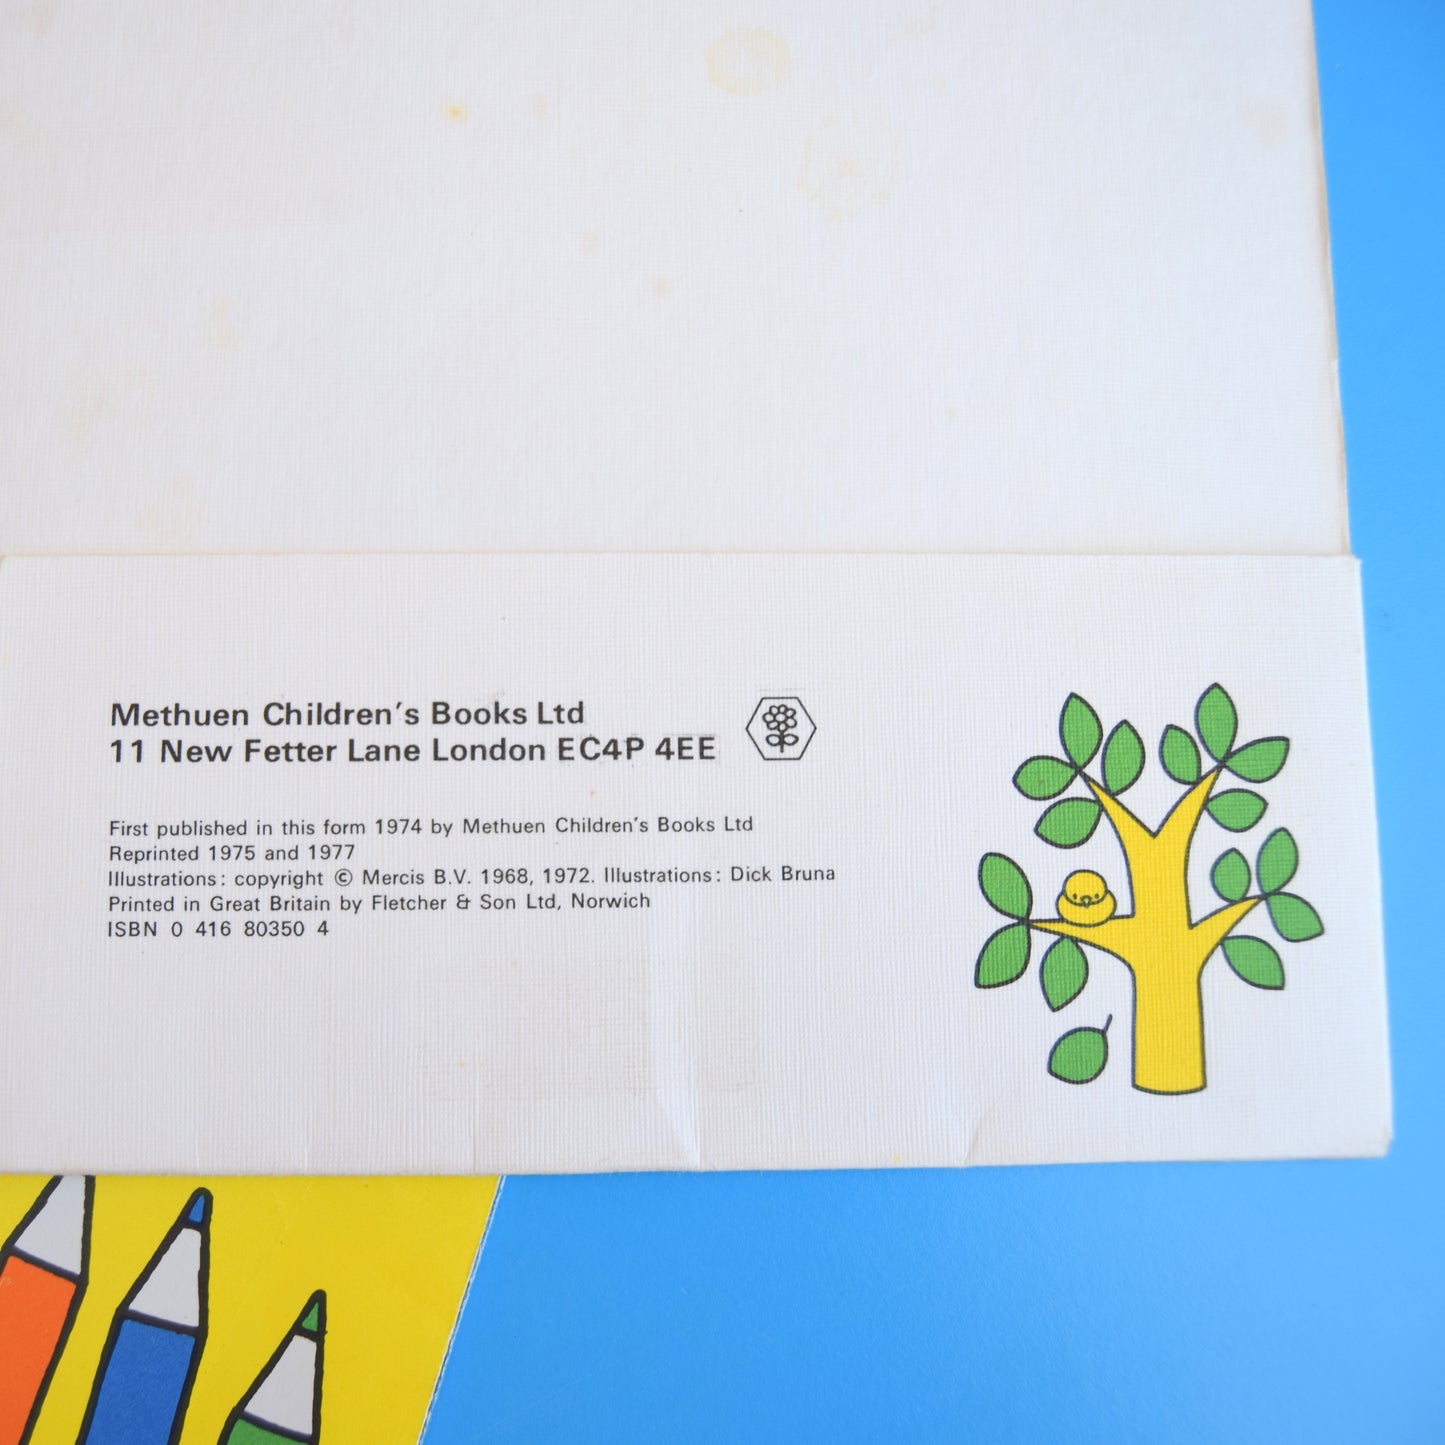 Methuen Children's Books Ltd
11 New Fetter Lane London EC4P 4EE
First published in this form 1974 by Methuen Children's Books Ltd
Reprinted 1975 and 1977
Illustrations: copyright © Mercis B.V. 1968, 1972. Illustrations: Dick Bruna
Printed in Great Britain by Fletcher & Son Ltd, Norwich
ISBN 0 416 80350 4